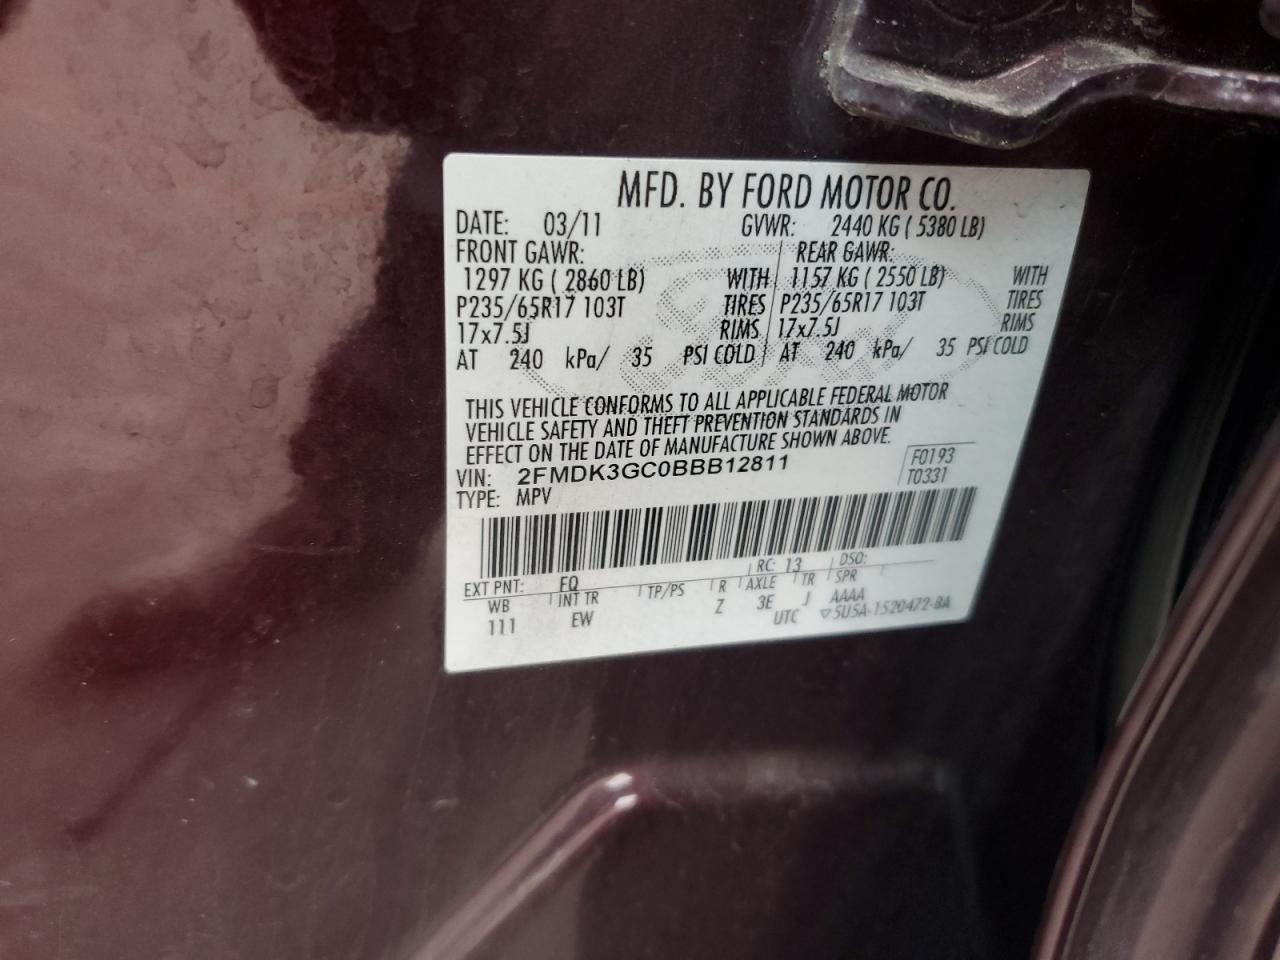 MFD. BY FORD MOTOR CO.
DATE: 03/11 GVWR: 2440 KG ( 5380 LB)
FRONT GAWR: REAR GAWR:
1297 KG ( 2860 LB) WITH 1157 KG ( 2550 LB) WITH
P235/65R17 103T TIRES P235/65R17 103T TIRES
17x7.5J RIMS 17x7.5J RIMS
AT 240 kPa/ 35 PSI COLD AT 240 kPa/ 35 PSI COLD
THIS VEHICLE CONFORMS TO ALL APPLICABLE FEDERAL MOTOR
VEHICLE SAFETY AND THEFT PREVENTION STANDARDS IN
EFFECT ON THE DATE OF MANUFACTURE SHOWN ABOVE.
VIN: 2FMDK3GC0BBB12811 F0193
TYPE: MPV T0331
EXT PNT: FQ RC: 13 DSO:
WB INT TR TP/PS R AXLE TR SPR
111 EW Z 3E J AAAA
UTC ▽5U5A-1520472-BA